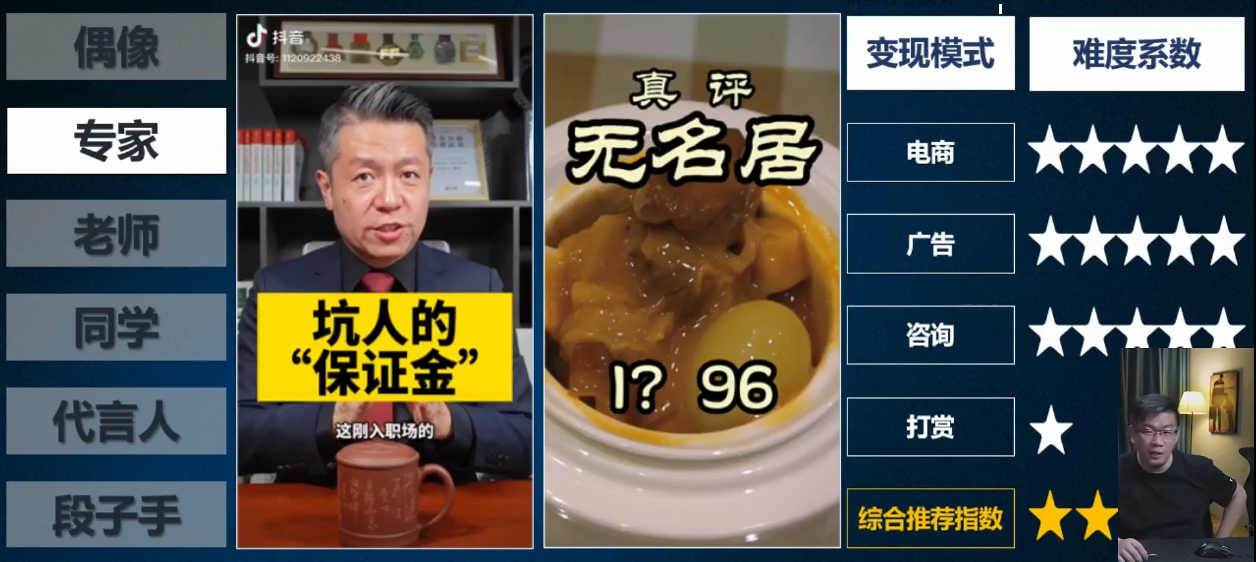 偶像
专家
老师
同学
代言人
段子手
抖音
抖音号: 1120922438
坑人的
“保证金”
这刚入职场的
真 评
无名居
1? 96
变现模式
难度系数
电商
广告
咨询
打赏
综合推荐指数